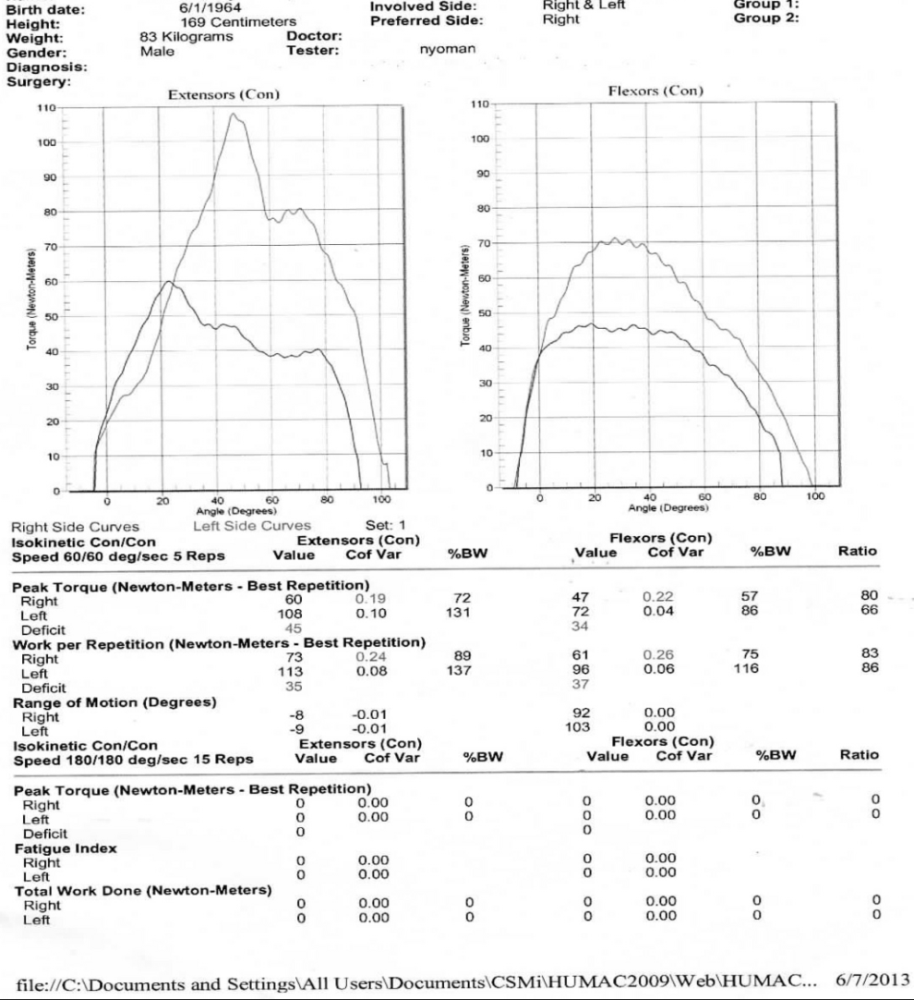 Birth date: 6/1/1964 Involved Side: Right & Left Group 1:
Height: 169 Centimeters Preferred Side: Right Group 2:
Weight: 83 Kilograms Doctor:
Gender: Male Tester: nyoman
Diagnosis:
Surgery:
Extensors (Con) Flexors (Con)
110 110
100 100
90 90
80 80
70 70
60 60
50 50
40 40
30 30
20 20
10 10
0 0
Torque (Newton-Meters) Torque (Newton-Meters)
0 20 40 60 80 100 0 20 40 60 80 100
Angle (Degrees) Angle (Degrees)
Right Side Curves Left Side Curves Set: 1
Isokinetic Con/Con Extensors (Con) Flexors (Con)
Speed 60/60 deg/sec 5 Reps Value Cof Var %BW Value Cof Var %BW Ratio
Peak Torque (Newton-Meters - Best Repetition)
Right 60 0.19 72 47 0.22 57 80
Left 108 0.10 131 72 0.04 86 66
Deficit 45 34
Work per Repetition (Newton-Meters - Best Repetition)
Right 73 0.24 89 61 0.26 75 83
Left 113 0.08 137 96 0.06 116 86
Deficit 35 37
Range of Motion (Degrees)
Right -8 -0.01 92 0.00
Left -9 -0.01 103 0.00
Isokinetic Con/Con Extensors (Con) Flexors (Con)
Speed 180/180 deg/sec 15 Reps Value Cof Var %BW Value Cof Var %BW Ratio
Peak Torque (Newton-Meters - Best Repetition)
Right 0 0.00 0 0 0.00 0 0
Left 0 0.00 0 0 0.00 0 0
Deficit 0 0
Fatigue Index
Right 0 0.00 0 0.00
Left 0 0.00 0 0.00
Total Work Done (Newton-Meters)
Right 0 0.00 0 0 0.00 0 0
Left 0 0.00 0 0 0.00 0 0
file://C:\Documents and Settings\All Users\Documents\CSMi\HUMAC2009\Web\HUMAC... 6/7/2013